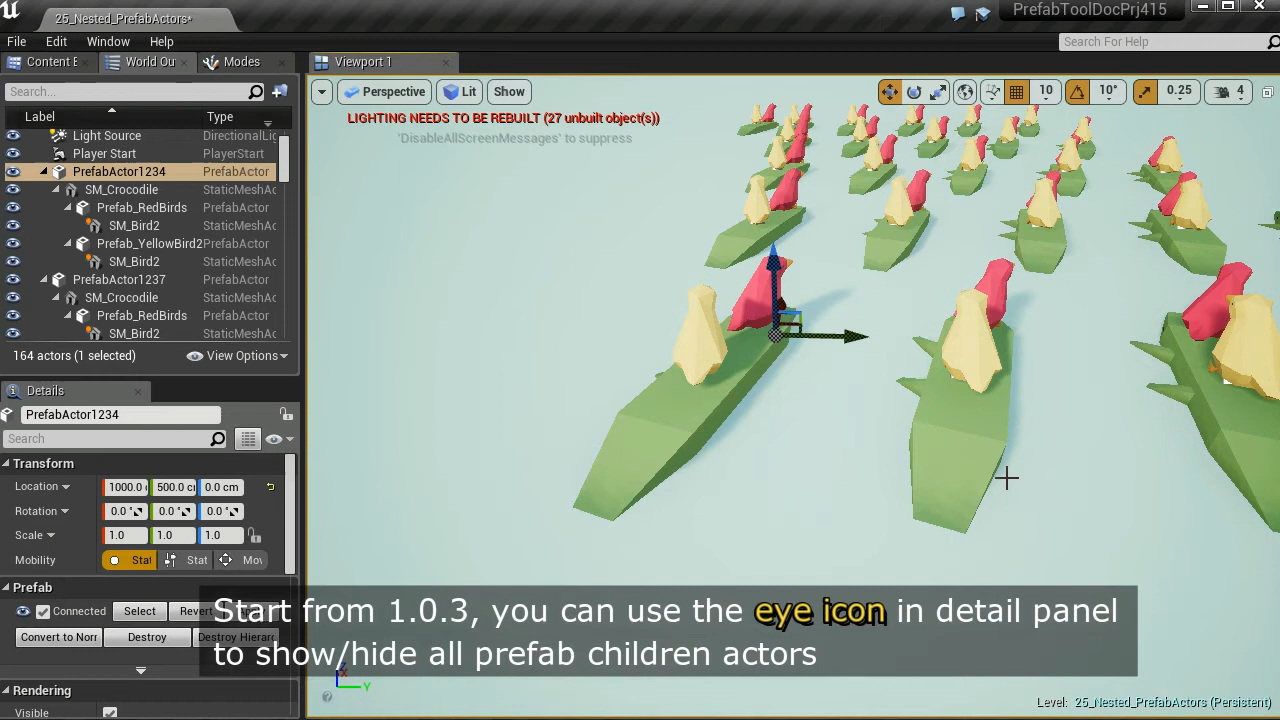 25_Nested_PrefabActors*
PrefabToolDocPrj415
File Edit Window Help
Search For Help
Content E World Ou Modes
Viewport 1
Search...
Perspective Lit Show
10 10° 0.25 4
Label Type
LIGHTING NEEDS TO BE REBUILT (27 unbuilt object(s))
'DisableAllScreenMessages' to suppress
Light Source DirectionalLig
Player Start PlayerStart
PrefabActor1234 PrefabActor
SM_Crocodile StaticMeshAc
Prefab_RedBirds PrefabActor
SM_Bird2 StaticMeshAc
Prefab_YellowBird2 PrefabActor
SM_Bird2 StaticMeshAc
PrefabActor1237 PrefabActor
SM_Crocodile StaticMeshAc
Prefab_RedBirds PrefabActor
SM_Bird2 StaticMeshAc
164 actors (1 selected) View Options
Details
PrefabActor1234
Search
Transform
Location 1000.0 500.0 0.0 cm
Rotation 0.0 ° 0.0 ° 0.0 °
Scale 1.0 1.0 1.0
Mobility Stat Stat Mov
Prefab
Connected Select Revert
Convert to Norr Destroy Destroy Hierarc
Start from 1.0.3, you can use the eye icon in detail panel
to show/hide all prefab children actors
Rendering
Visible
Y
Level: 25_Nested_PrefabActors (Persistent)